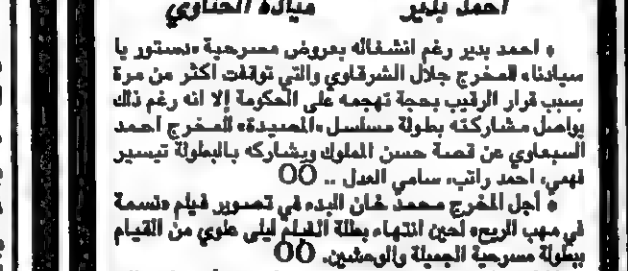 احمد بدير
ميادة الحناوي
• احمد بدير رغم انشغاله بعروض مسرحية «دستور يا
سيادنا» للمخرج جلال الشرقاوي والتي توقفت اكثر من مرة
بسبب قرار الرقيب بحجة تهجمه على الحكومة إلا انه رغم ذلك
يواصل مشاركته بطولة مسلسل «المصيدة» للمخرج احمد
السبعاوي عن قصة حسن المملوك ويشاركه بالبطولة تيسير
فهمي، احمد راتب، سامي العدل .. OO
• أجل المخرج محمد خان البدء في تصوير فيلم «نسمة
في مهب الريح» لحين انتهاء بطلة الفيلم ليلى علوي من القيام
ببطولة مسرحية الجميلة والوحشين. OO